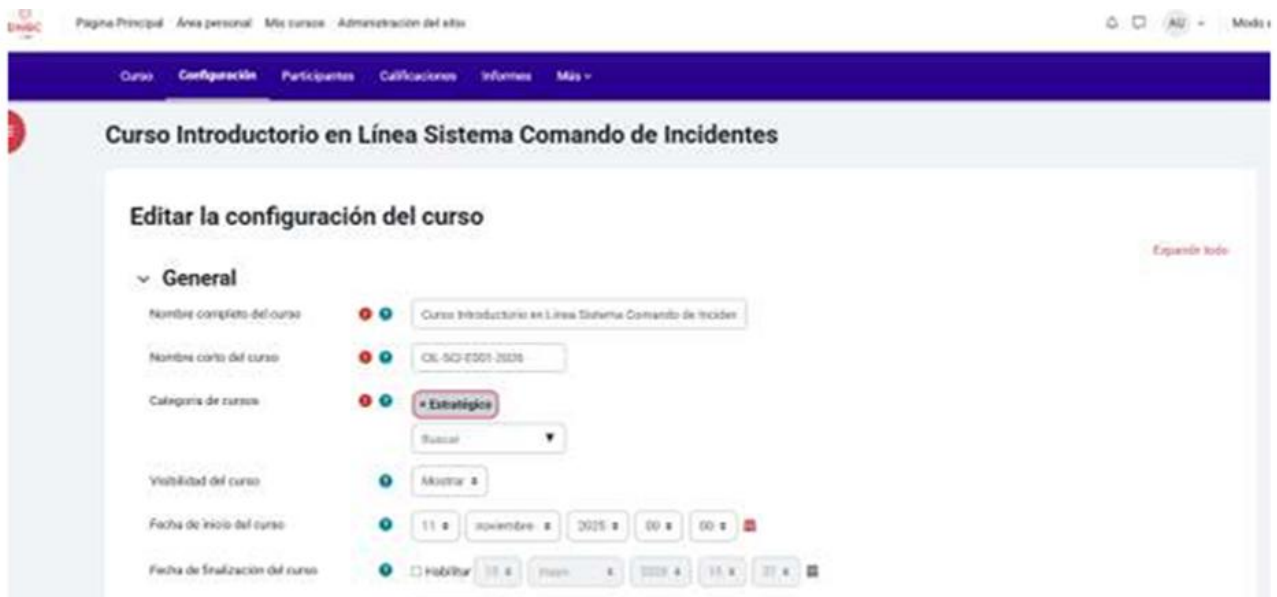 Página Principal Área personal Mis cursos Administración del sitio AU Modo
Curso Configuración Participantes Calificaciones Informes Más
Curso Introductorio en Línea Sistema Comando de Incidentes
Editar la configuración del curso
Expandir todo
General
Nombre completo del curso Curso Introductorio en Línea Sistema Comando de Inciden
Nombre corto del curso
Categoría de cursos × Estratégico
Buscar
Visibilidad del curso Mostrar
Fecha de inicio del curso 11 noviembre 2025 00 00
Fecha de finalización del curso Habilitar